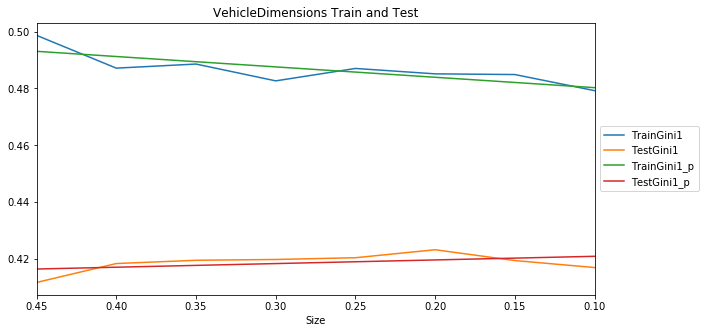 VehicleDimensions Train and Test
0.50
0.48
0.46
0.44
0.42
0.45 0.40 0.35 0.30 0.25 0.20 0.15 0.10
Size
TrainGini1
TestGini1
TrainGini1_p
TestGini1_p